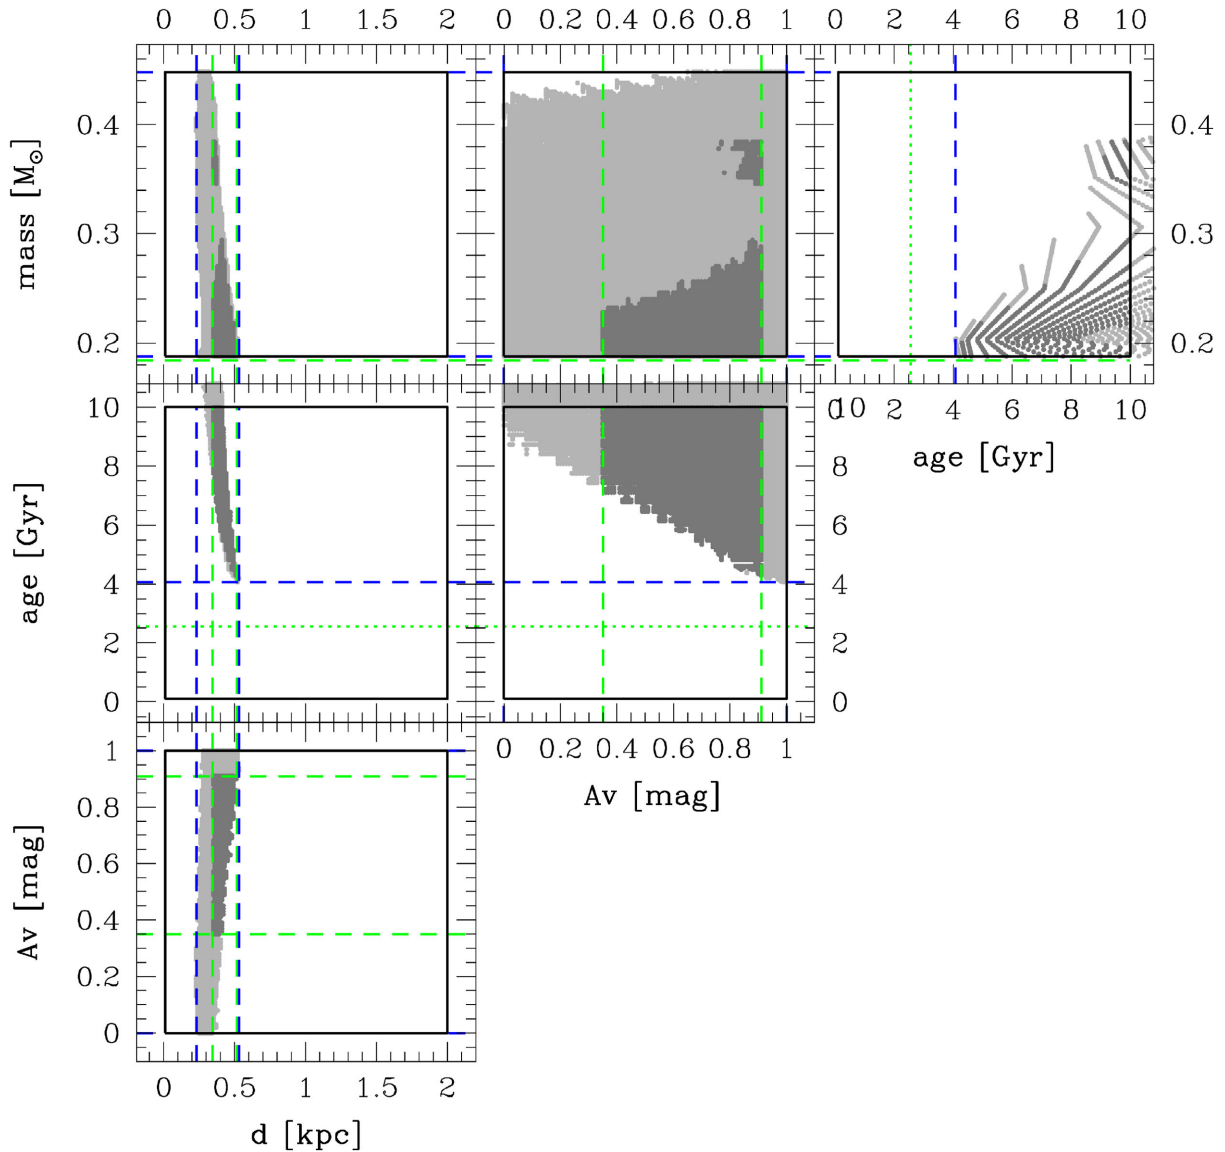 0 0.5 1 1.5 2 0 0.2 0.4 0.6 0.8 1 0 2 4 6 8 10
mass [M⊙]
0.4 0.4
0.3 0.3
0.2 0.2
0 2 4 6 8 10
age [Gyr]
age [Gyr]
10 10
8 8
6 6
4 4
2 2
0 0
0 0.2 0.4 0.6 0.8 1
Av [mag]
Av [mag]
1
0.8
0.6
0.4
0.2
0
0 0.5 1 1.5 2
d [kpc]